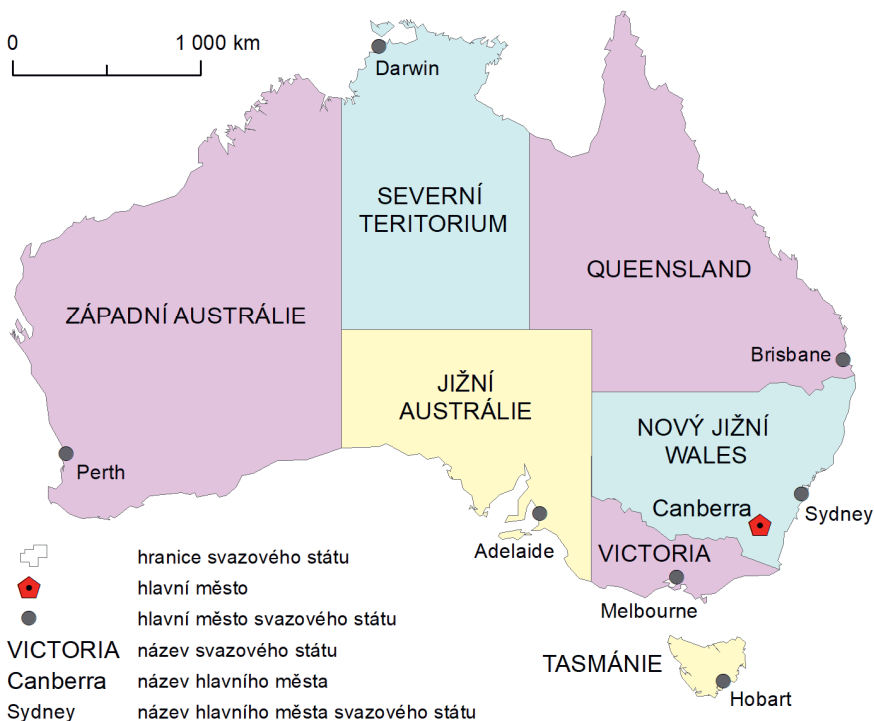 0 1 000 km
Darwin
SEVERNÍ
TERITORIUM
QUEENSLAND
ZÁPADNÍ AUSTRÁLIE
Brisbane
JIŽNÍ
AUSTRÁLIE
NOVÝ JIŽNÍ
WALES
Perth
Canberra
Sydney
Adelaide
VICTORIA
Melbourne
TASMÁNIE
Hobart
hranice svazového státu
hlavní město
hlavní město svazového státu
VICTORIA název svazového státu
Canberra název hlavního města
Sydney název hlavního města svazového státu